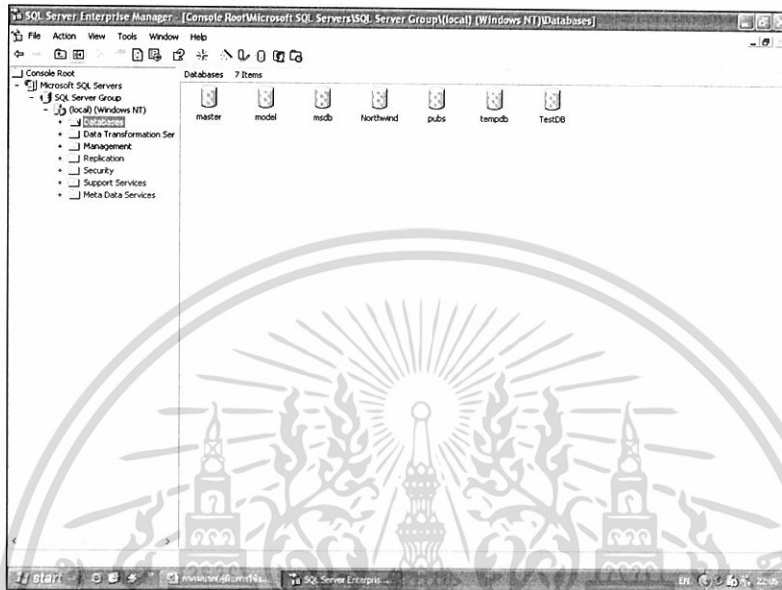 SQL Server Enterprise Manager - [Console Root\Microsoft SQL Servers\SQL Server Group\(local) (Windows NT)\Databases]
File Action View Tools Window Help
Console Root
Microsoft SQL Servers
SQL Server Group
(local) (Windows NT)
Databases
Data Transformation Ser
Management
Replication
Security
Support Services
Meta Data Services
Databases 7 Items
master model msdb Northwind pubs tempdb TestDB
start
SQL Server Enterpris...
EN
22:05